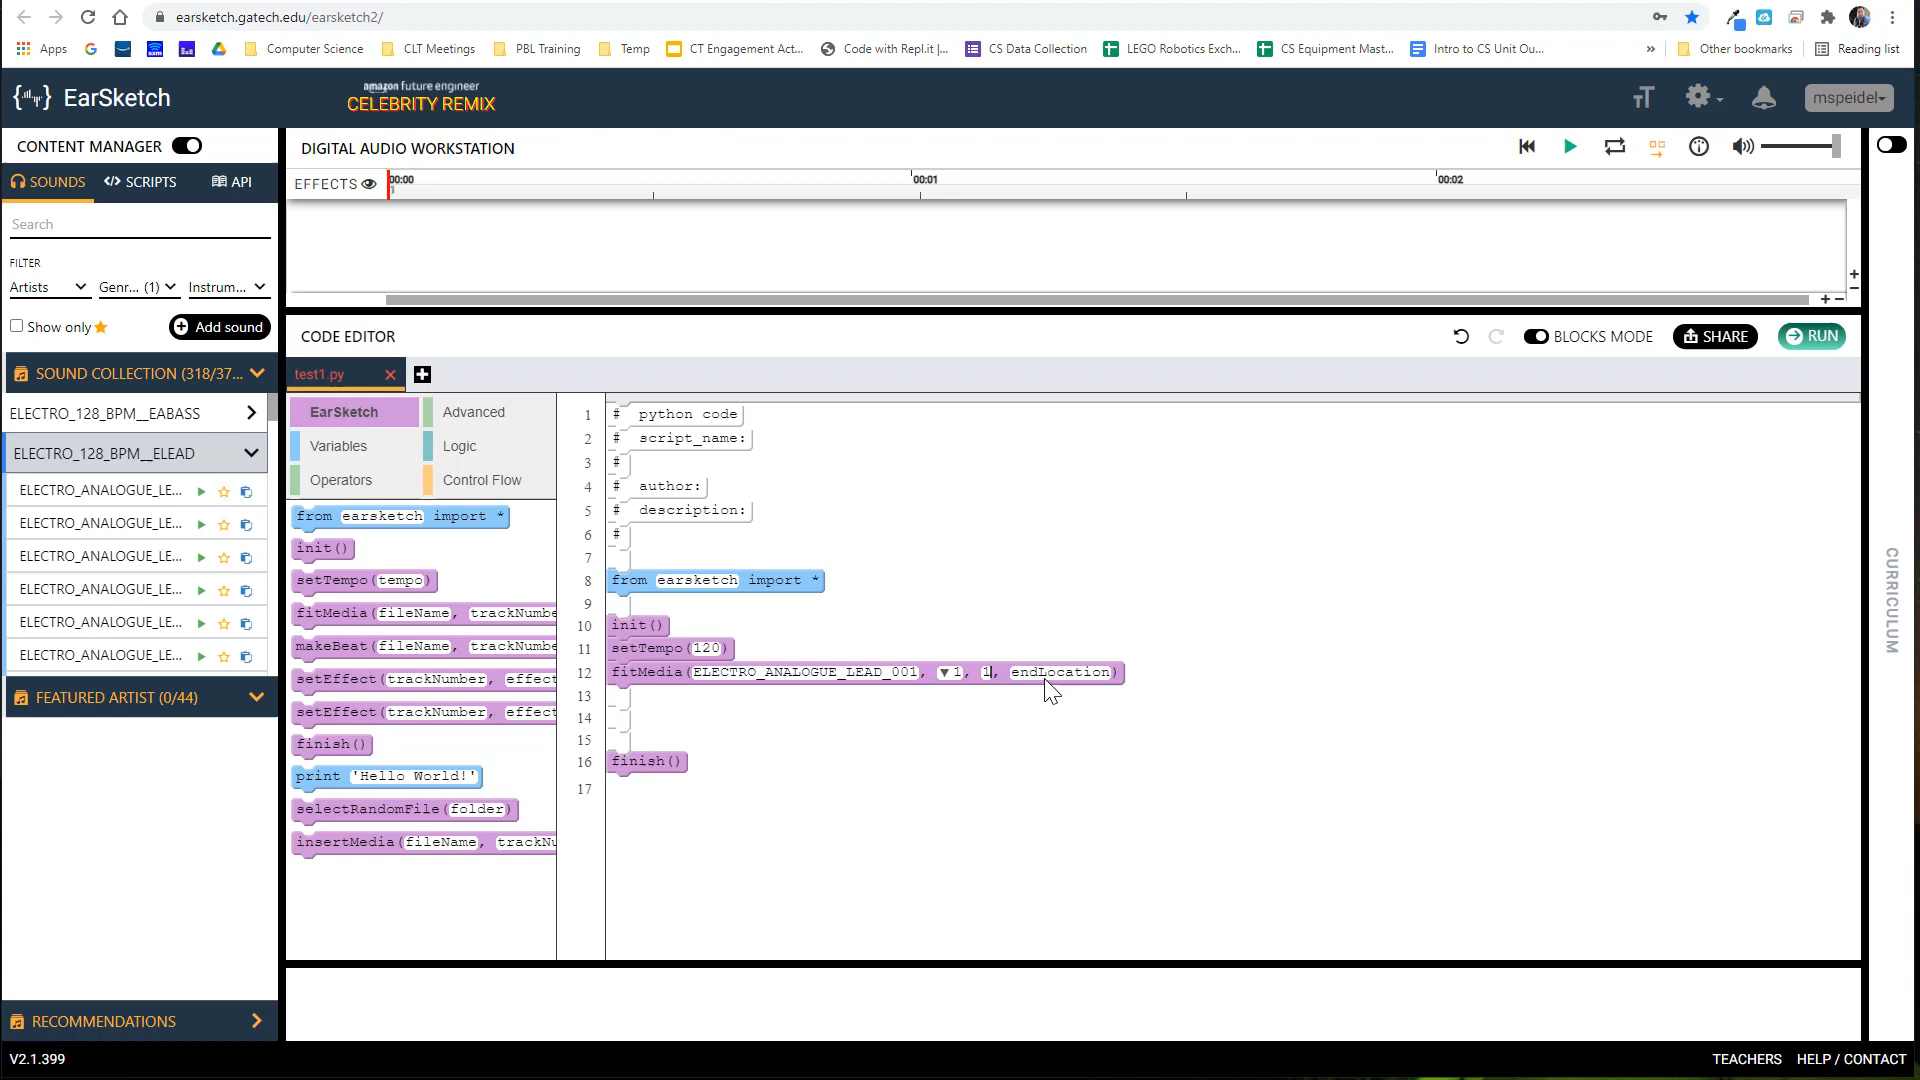 earsketch.gatech.edu/earsketch2/
Apps
Computer Science
CLT Meetings
PBL Training
Temp
CT Engagement Act...
Code with Repl.it |...
CS Data Collection
LEGO Robotics Exch...
CS Equipment Mast...
Intro to CS Unit Ou...
»
Other bookmarks
Reading list
EarSketch
amazon future engineer
CELEBRITY REMIX
TT
mspeidel
CONTENT MANAGER
DIGITAL AUDIO WORKSTATION
SOUNDS
</> SCRIPTS
API
EFFECTS
00:00
1
00:01
00:02
Search
FILTER
Artists
Genr... (1)
Instrum...
Show only
Add sound
CODE EDITOR
BLOCKS MODE
SHARE
RUN
SOUND COLLECTION (318/37...
test1.py
ELECTRO_128_BPM__EABASS
ELECTRO_128_BPM__ELEAD
ELECTRO_ANALOGUE_LE...
ELECTRO_ANALOGUE_LE...
ELECTRO_ANALOGUE_LE...
ELECTRO_ANALOGUE_LE...
ELECTRO_ANALOGUE_LE...
ELECTRO_ANALOGUE_LE...
FEATURED ARTIST (0/44)
EarSketch
Advanced
Variables
Logic
Operators
Control Flow
from earsketch import *
init()
setTempo(tempo)
fitMedia(fileName, trackNumbe
makeBeat(fileName, trackNumbe
setEffect(trackNumber, effect
setEffect(trackNumber, effect
finish()
print 'Hello World!'
selectRandomFile(folder)
insertMedia(fileName, trackNu
1 # python code
2 # script_name:
3 #
4 # author:
5 # description:
6 #
7
8 from earsketch import *
9
10 init()
11 setTempo(120)
12 fitMedia(ELECTRO_ANALOGUE_LEAD_001, ▼1, 1, endLocation)
13
14
15
16 finish()
17
CURRICULUM
RECOMMENDATIONS
V2.1.399
TEACHERS
HELP / CONTACT